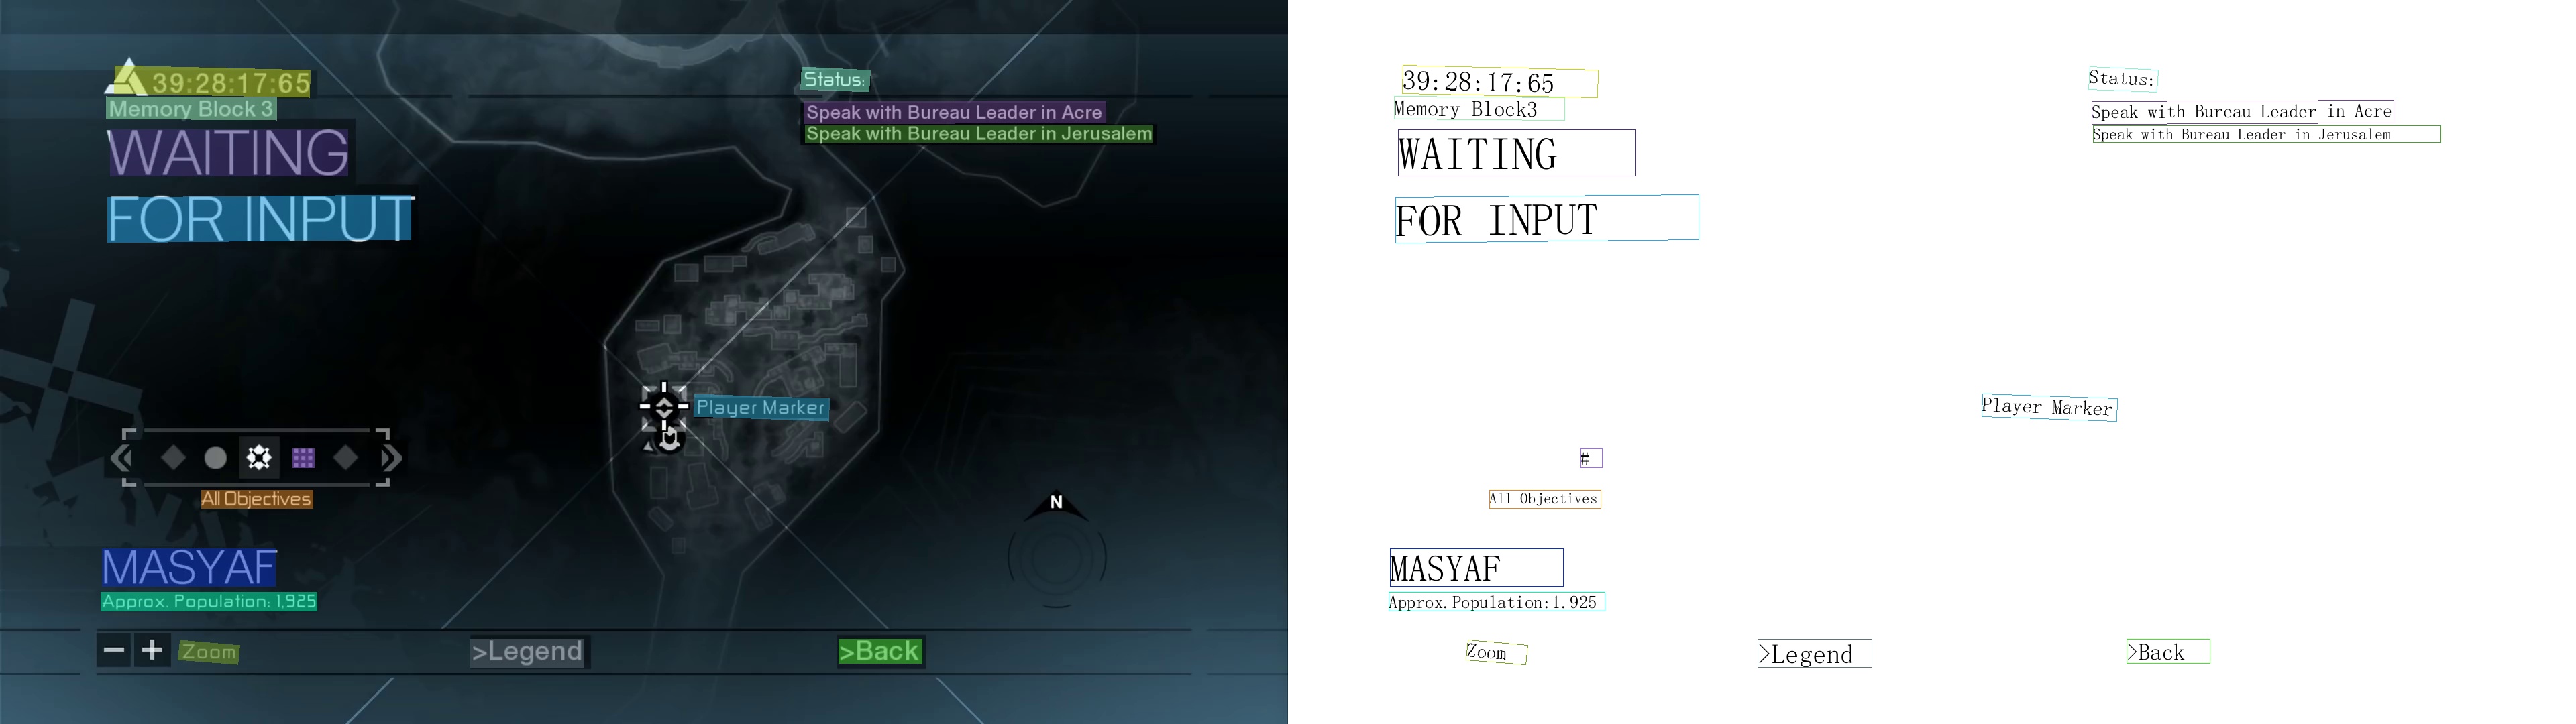 39:28:17:65
Memory Block 3
WAITING
FOR INPUT
Status:
Speak with Bureau Leader in Acre
Speak with Bureau Leader in Jerusalem
Player Marker
All Objectives
N
MASYAF
Approx. Population: 1,925
Zoom
>Legend
>Back
39:28:17:65
Memory Block3
WAITING
FOR INPUT
Status:
Speak with Bureau Leader in Acre
Speak with Bureau Leader in Jerusalem
Player Marker
#
All Objectives
MASYAF
Approx.Population:1.925
Zoom
>Legend
>Back